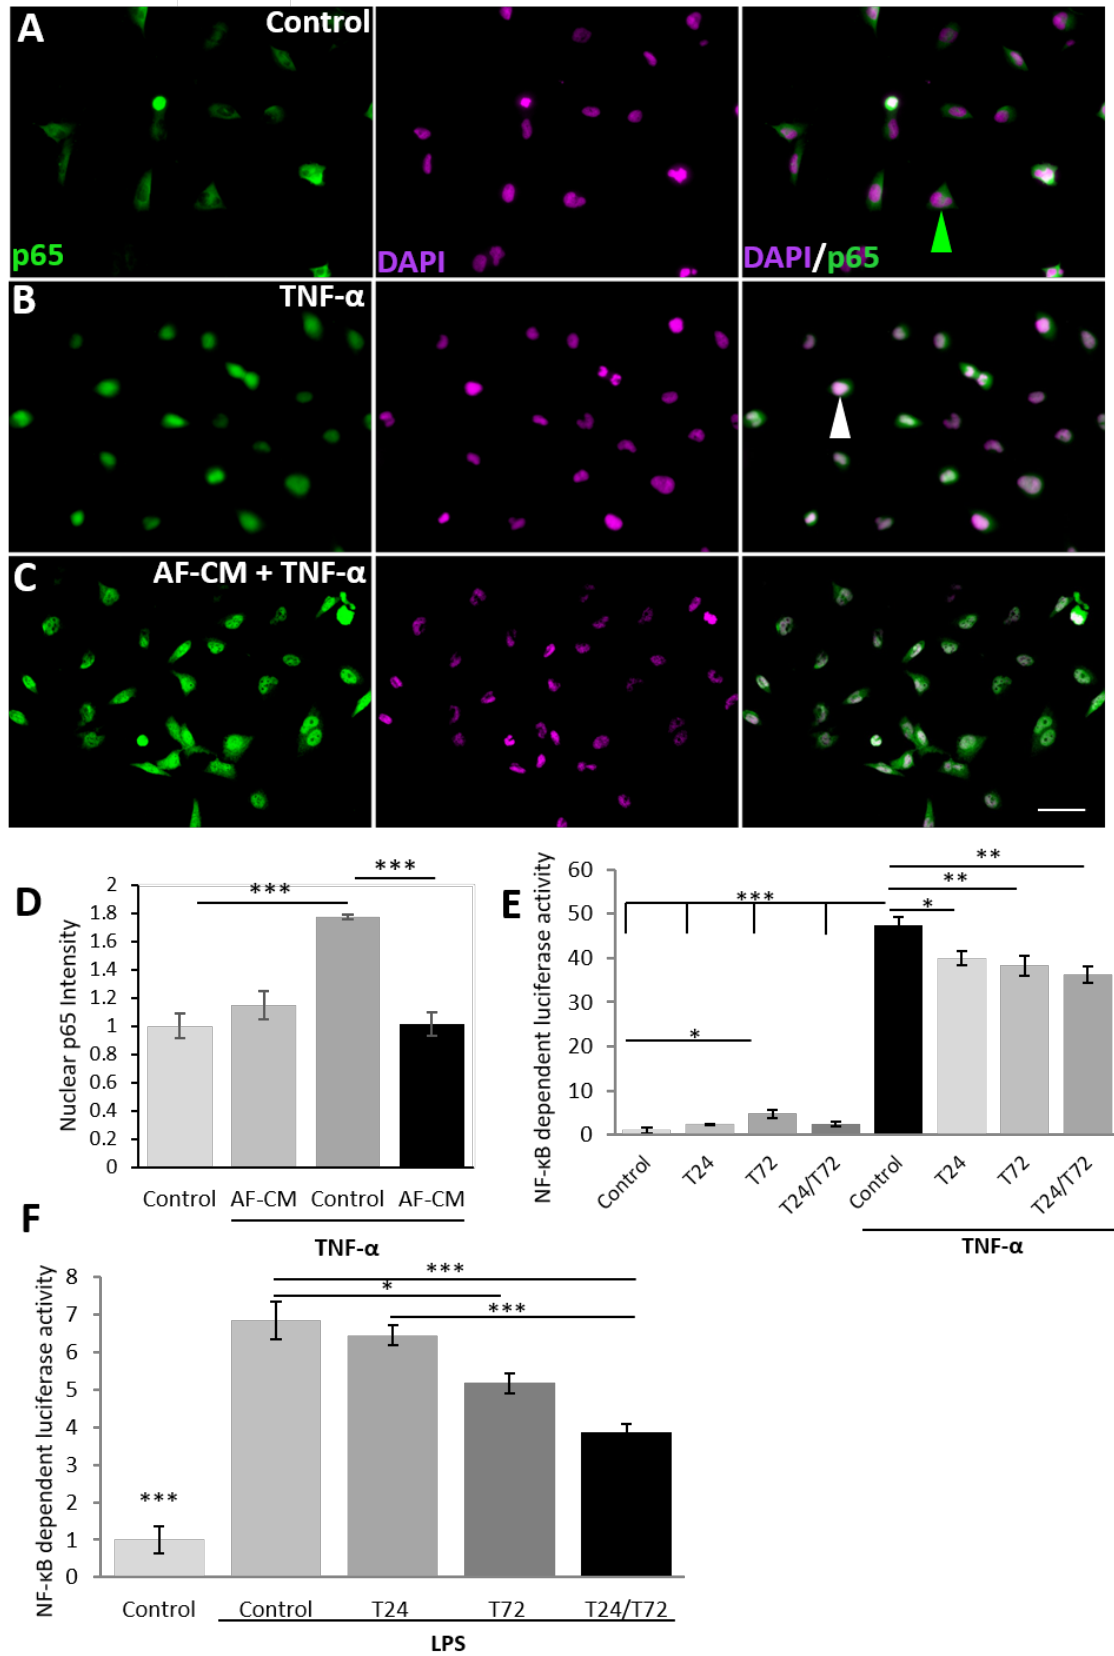 A
Control
p65
DAPI
DAPI/p65
B
TNF-α
C
AF-CM + TNF-α
D
Nuclear p65 Intensity
2
1.8
1.6
1.4
1.2
1
0.8
0.6
0.4
0.2
0
***
***
Control AF-CM Control AF-CM
TNF-α
E
NF-κB dependent luciferase activity
60
50
40
30
20
10
0
***
*
**
**
*
Control T24 T72 T24/T72 Control T24 T72 T24/T72
TNF-α
F
NF-κB dependent luciferase activity
8
7
6
5
4
3
2
1
0
***
*
***
***
Control Control T24 T72 T24/T72
LPS